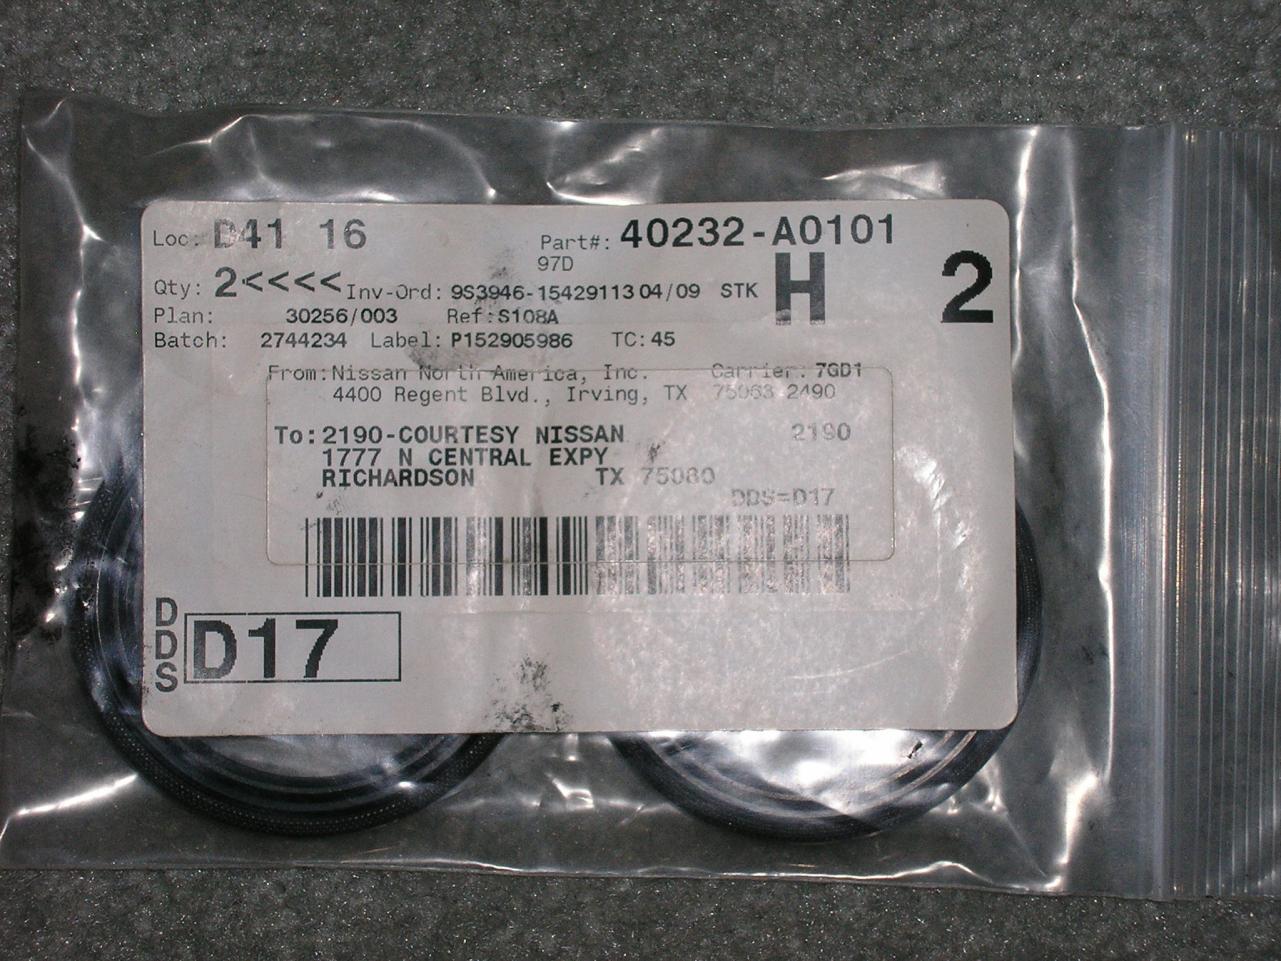 Loc: D41 16 Part#: 40232-A0101
97D
Qty: 2<<<< Inv-Ord: 9S3946-15429113 04/09 STK H 2
Plan: 30256/003 Ref: S108A
Batch: 2744234 Label: P152905986 TC: 45
From: Nissan North America, Inc. Carrier: 7GD1
4400 Regent Blvd., Irving, TX 75063 2490
To: 2190-COURTESY NISSAN 2190
1777 N CENTRAL EXPY
RICHARDSON TX 75080
DDS=D17
DDS D17